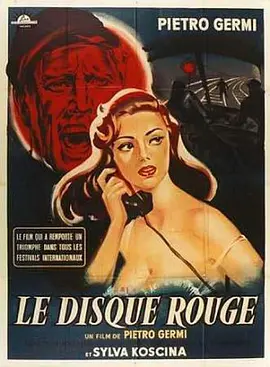 PIETRO GERMI
LE FILM QUI A REMPORTÉ UN
TRIOMPHE DANS TOUS LES
FESTIVALS INTERNATIONAUX
LE DISQUE ROUGE
UN FILM DE PIETRO GERMI
ET SYLVA KOSCINA